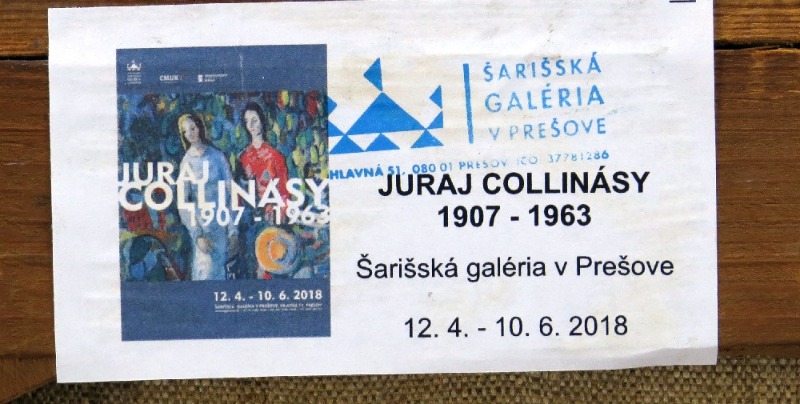 JURAJ
COLLINÁSY
1907 - 1963
12. 4. - 10. 6. 2018
ŠARIŠSKÁ
GALÉRIA
V PREŠOVE
HLAVNÁ 51, 080 01 PREŠOV IČO 37781286
JURAJ COLLINÁSY
1907 - 1963
Šarišská galéria v Prešove
12. 4. - 10. 6. 2018